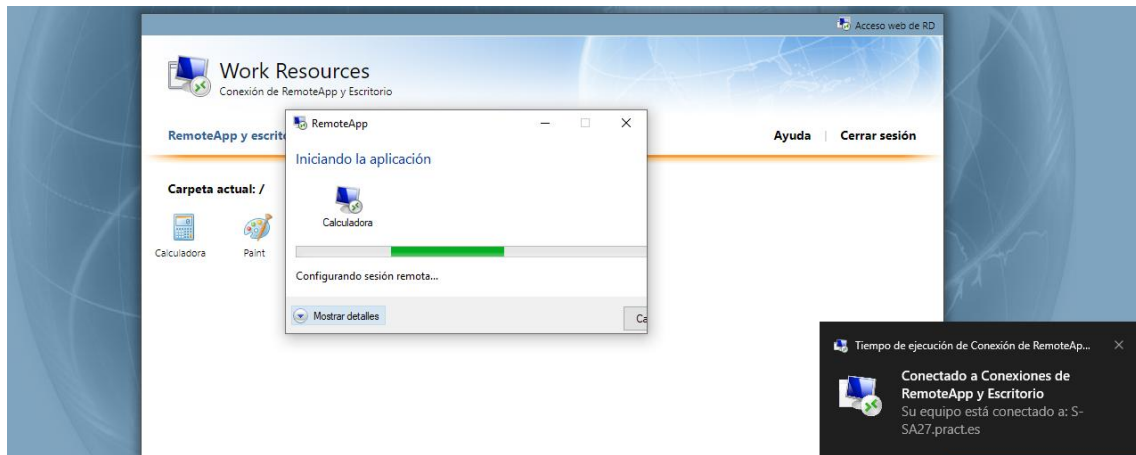 Acceso web de RD
Work Resources
Conexión de RemoteApp y Escritorio
RemoteApp
RemoteApp y
Ayuda | Cerrar sesión
Iniciando la aplicación
Carpeta actual: /
Calculadora
Calculadora
Paint
Configurando sesión remota...
Mostrar detalles
Tiempo de ejecución de Conexión de RemoteAp...
Conectado a Conexiones de
RemoteApp y Escritorio
Su equipo está conectado a: S-
SA27.pract.es